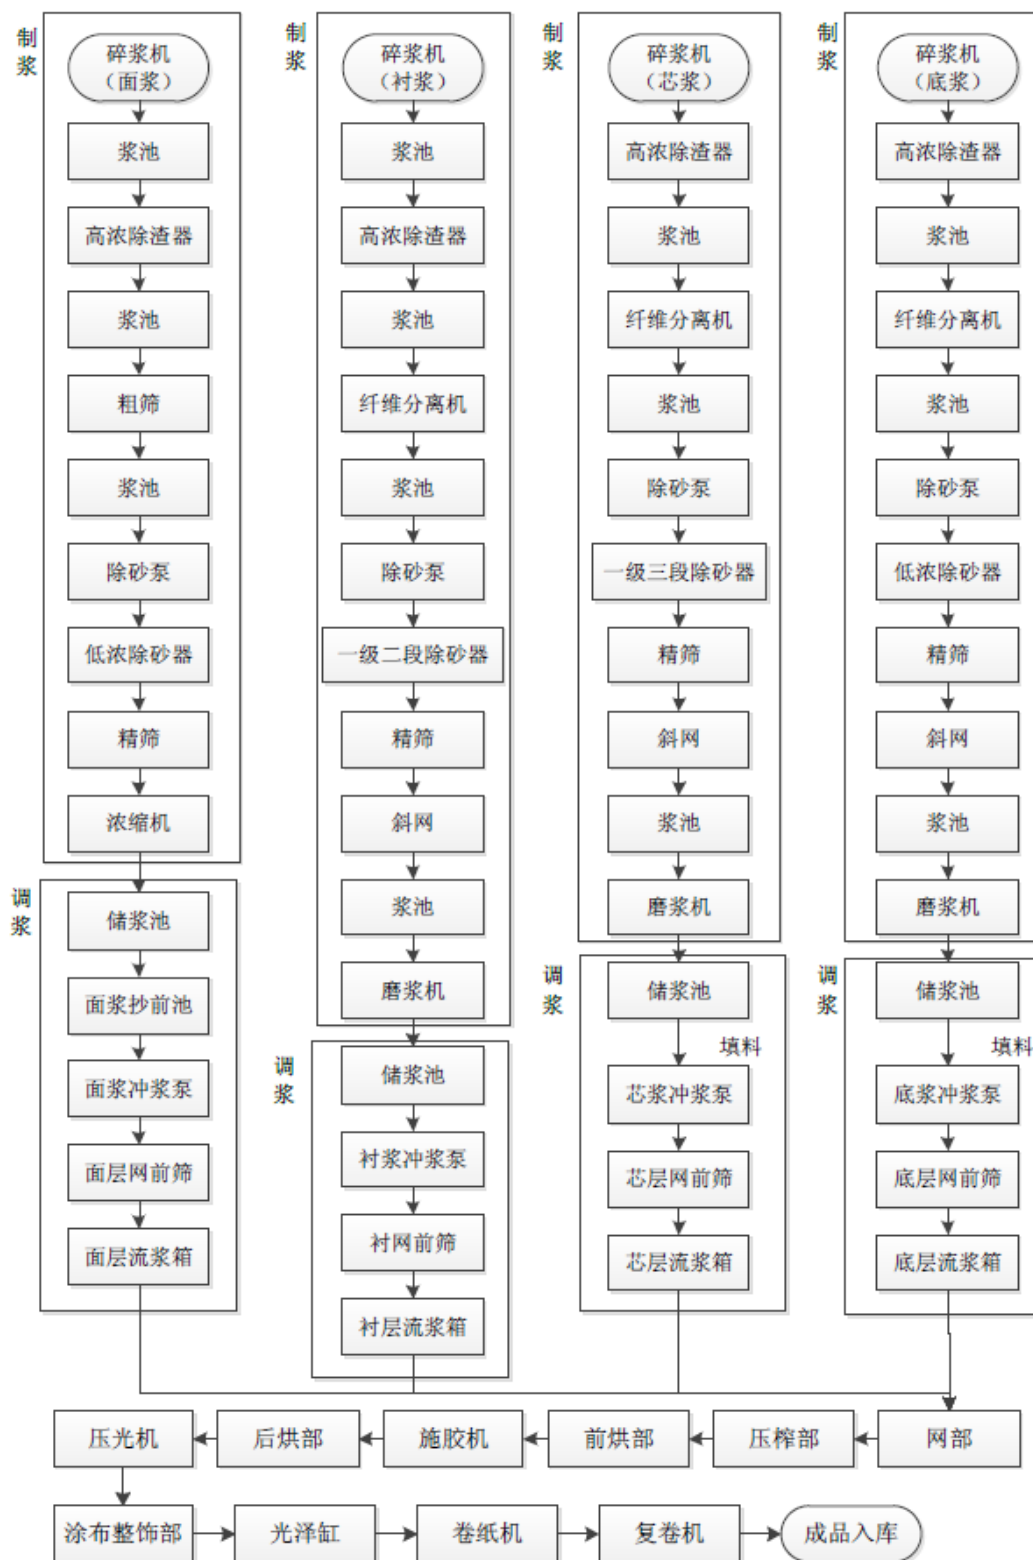 制
浆
碎浆机
（面浆）
浆池
高浓除渣器
浆池
粗筛
浆池
除砂泵
低浓除砂器
精筛
浓缩机
调
浆
储浆池
面浆抄前池
面浆冲浆泵
面层网前筛
面层流浆箱
制
浆
碎浆机
（衬浆）
浆池
高浓除渣器
浆池
纤维分离机
浆池
除砂泵
一级二段除砂器
精筛
斜网
浆池
磨浆机
调
浆
储浆池
衬浆冲浆泵
衬网前筛
衬层流浆箱
制
浆
碎浆机
（芯浆）
高浓除渣器
浆池
纤维分离机
浆池
除砂泵
一级三段除砂器
精筛
斜网
浆池
磨浆机
调
浆
储浆池
填料
芯浆冲浆泵
芯层网前筛
芯层流浆箱
制
浆
碎浆机
（底浆）
高浓除渣器
浆池
纤维分离机
浆池
除砂泵
低浓除砂器
精筛
斜网
浆池
磨浆机
调
浆
储浆池
填料
底浆冲浆泵
底层网前筛
底层流浆箱
网部
压榨部
前烘部
施胶机
后烘部
压光机
涂布整饰部
光泽缸
卷纸机
复卷机
成品入库